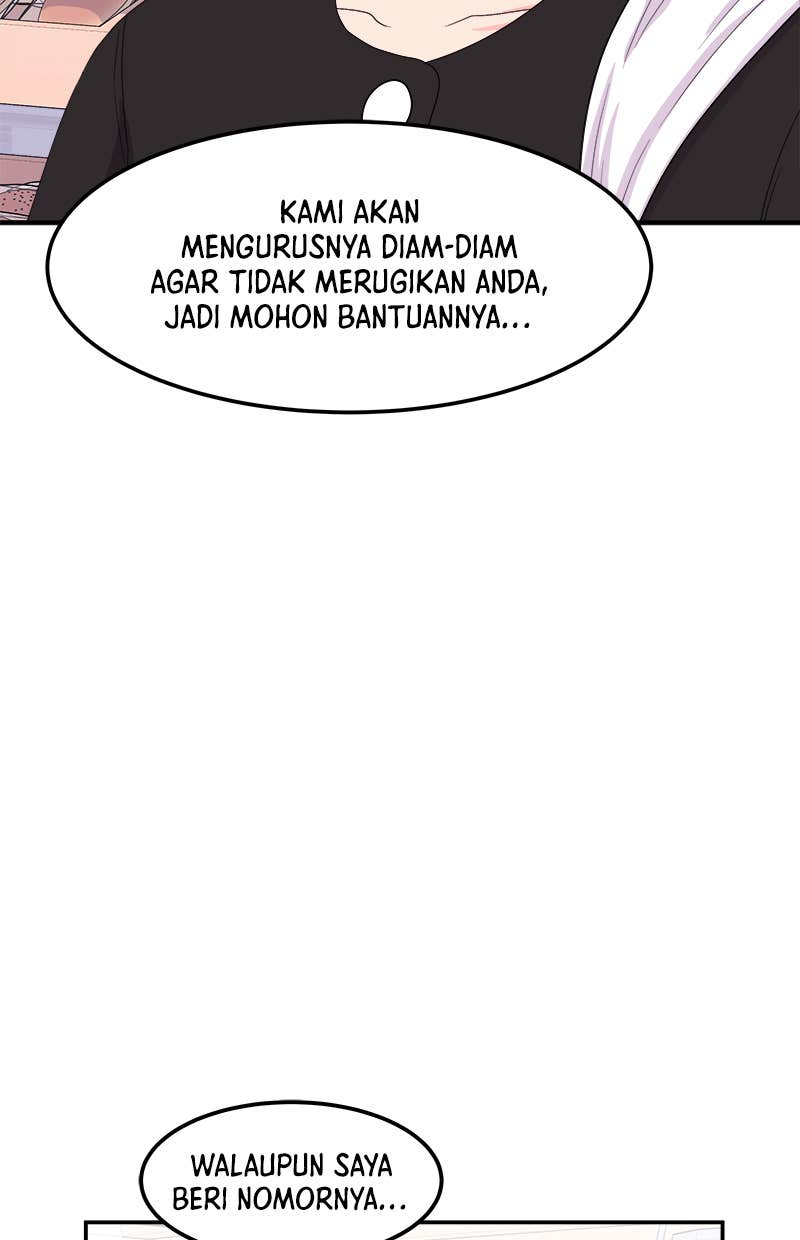 KAMI AKAN
MENGURUSNYA DIAM-DIAM
AGAR TIDAK MERUGIKAN ANDA,
JADI MOHON BANTUANNYA...
WALAUPUN SAYA
BERI NOMORNYA...